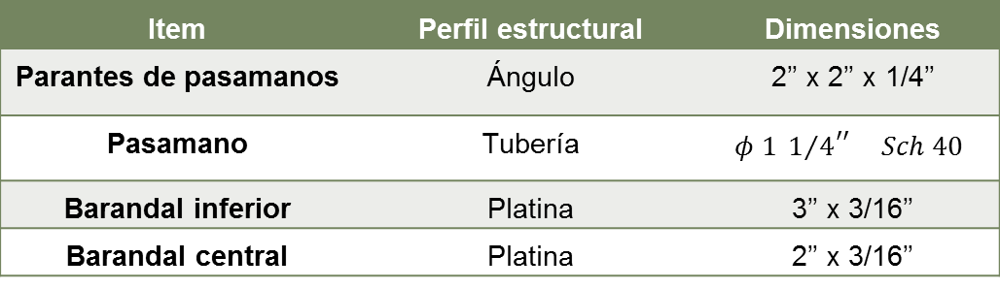 Item Perfil estructural Dimensiones
Parantes de pasamanos Ángulo 2” x 2” x 1/4”
Pasamano Tubería ϕ 1 1/4′′ Sch 40
Barandal inferior Platina 3” x 3/16”
Barandal central Platina 2” x 3/16”